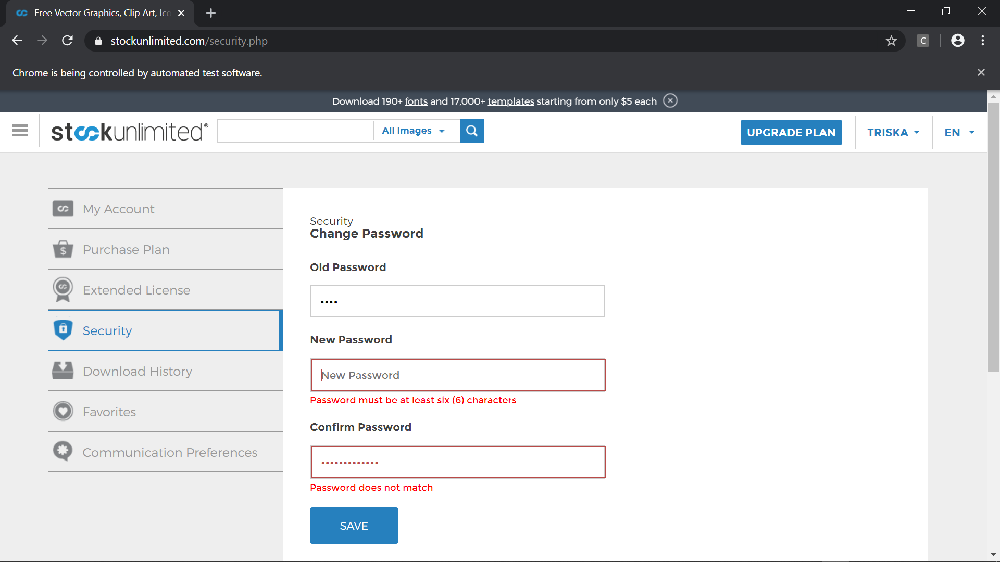 Free Vector Graphics, Clip Art, Ico
stockunlimited.com/security.php
C
Chrome is being controlled by automated test software.
Download 190+ fonts and 17,000+ templates starting from only $5 each
stockunlimited®
All Images
UPGRADE PLAN
TRISKA
EN
My Account
Purchase Plan
Extended License
Security
Download History
Favorites
Communication Preferences
Security
Change Password
Old Password
••••
New Password
New Password
Password must be at least six (6) characters
Confirm Password
•••••••••••••
Password does not match
SAVE